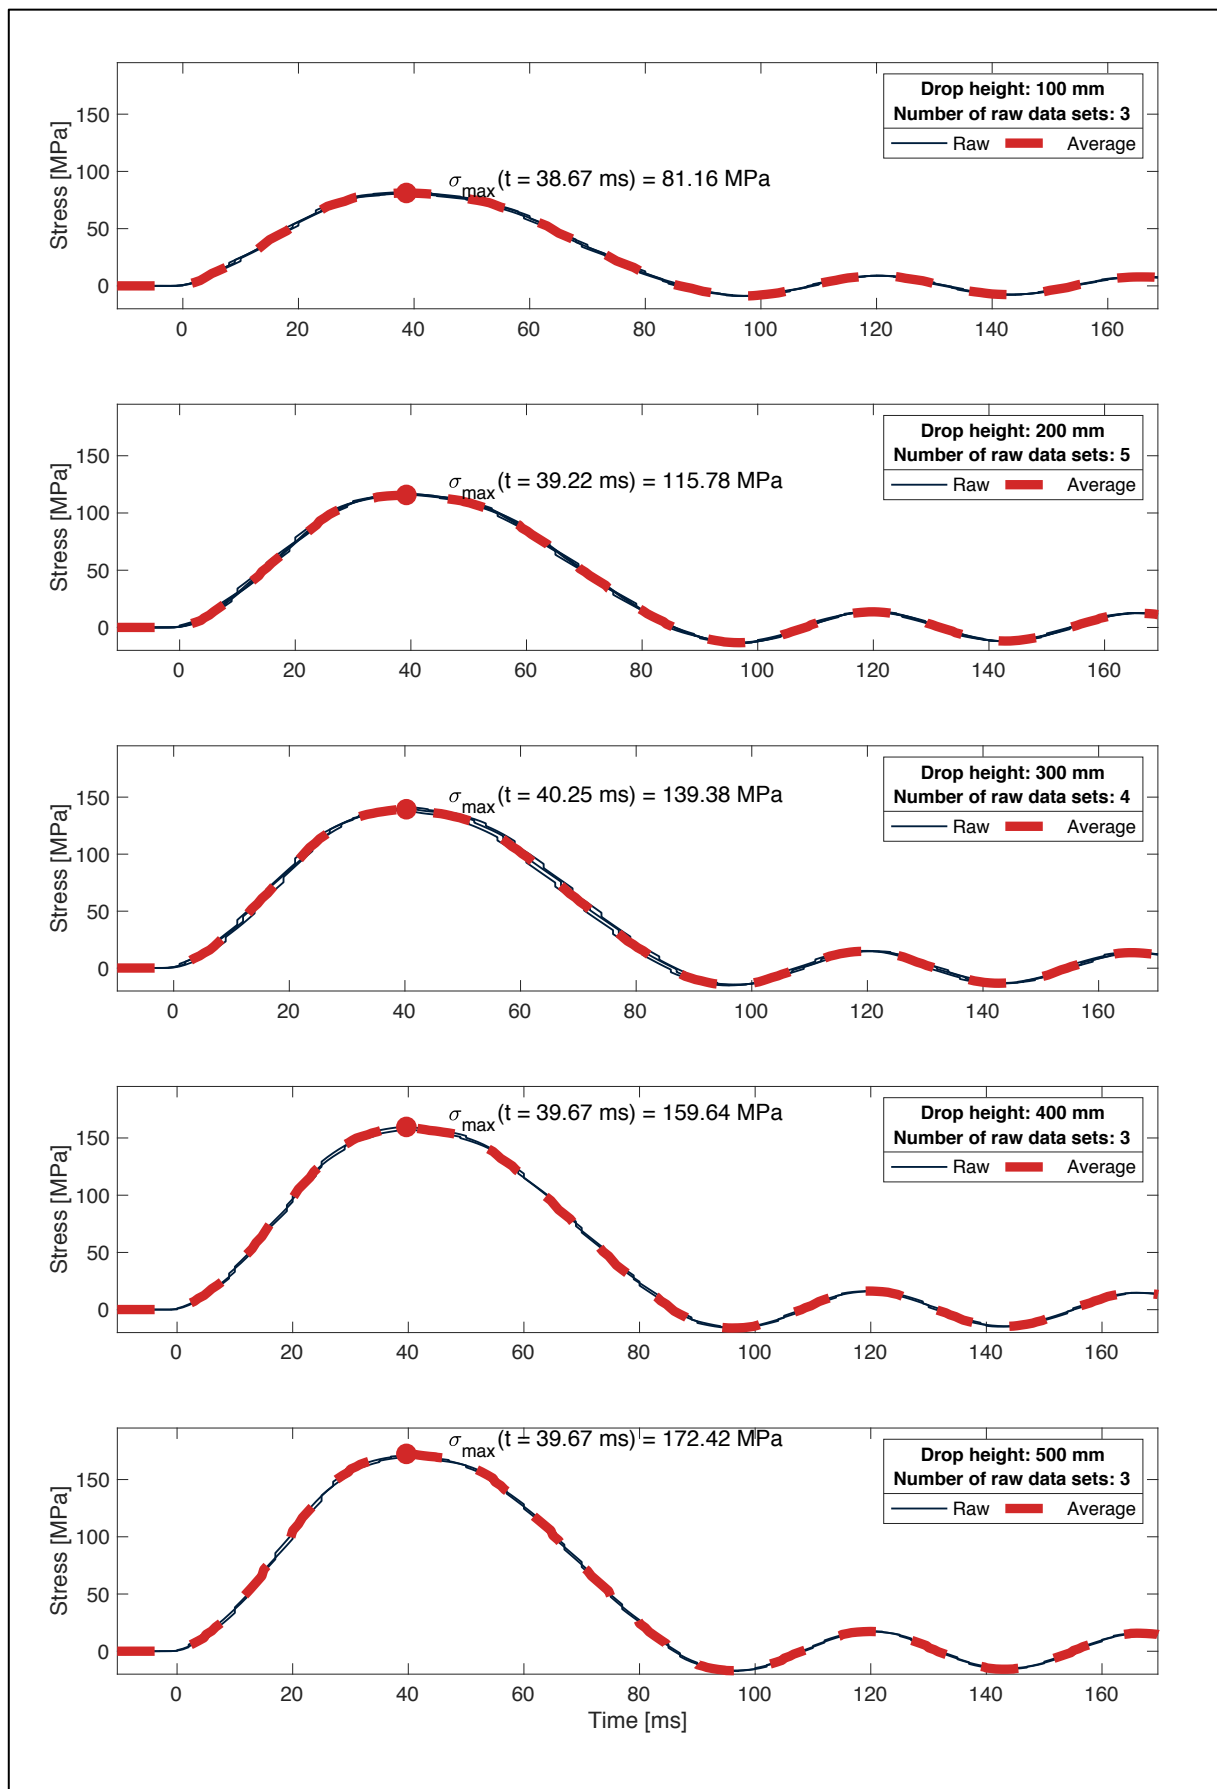 Drop height: 100 mm
Number of raw data sets: 3
Raw Average
σmax(t = 38.67 ms) = 81.16 MPa
Stress [MPa]
150
100
50
0
0 20 40 60 80 100 120 140 160
Drop height: 200 mm
Number of raw data sets: 5
Raw Average
σmax(t = 39.22 ms) = 115.78 MPa
Stress [MPa]
150
100
50
0
0 20 40 60 80 100 120 140 160
Drop height: 300 mm
Number of raw data sets: 4
Raw Average
σmax(t = 40.25 ms) = 139.38 MPa
Stress [MPa]
150
100
50
0
0 20 40 60 80 100 120 140 160
Drop height: 400 mm
Number of raw data sets: 3
Raw Average
σmax(t = 39.67 ms) = 159.64 MPa
Stress [MPa]
150
100
50
0
0 20 40 60 80 100 120 140 160
Drop height: 500 mm
Number of raw data sets: 3
Raw Average
σmax(t = 39.67 ms) = 172.42 MPa
Stress [MPa]
150
100
50
0
0 20 40 60 80 100 120 140 160
Time [ms]